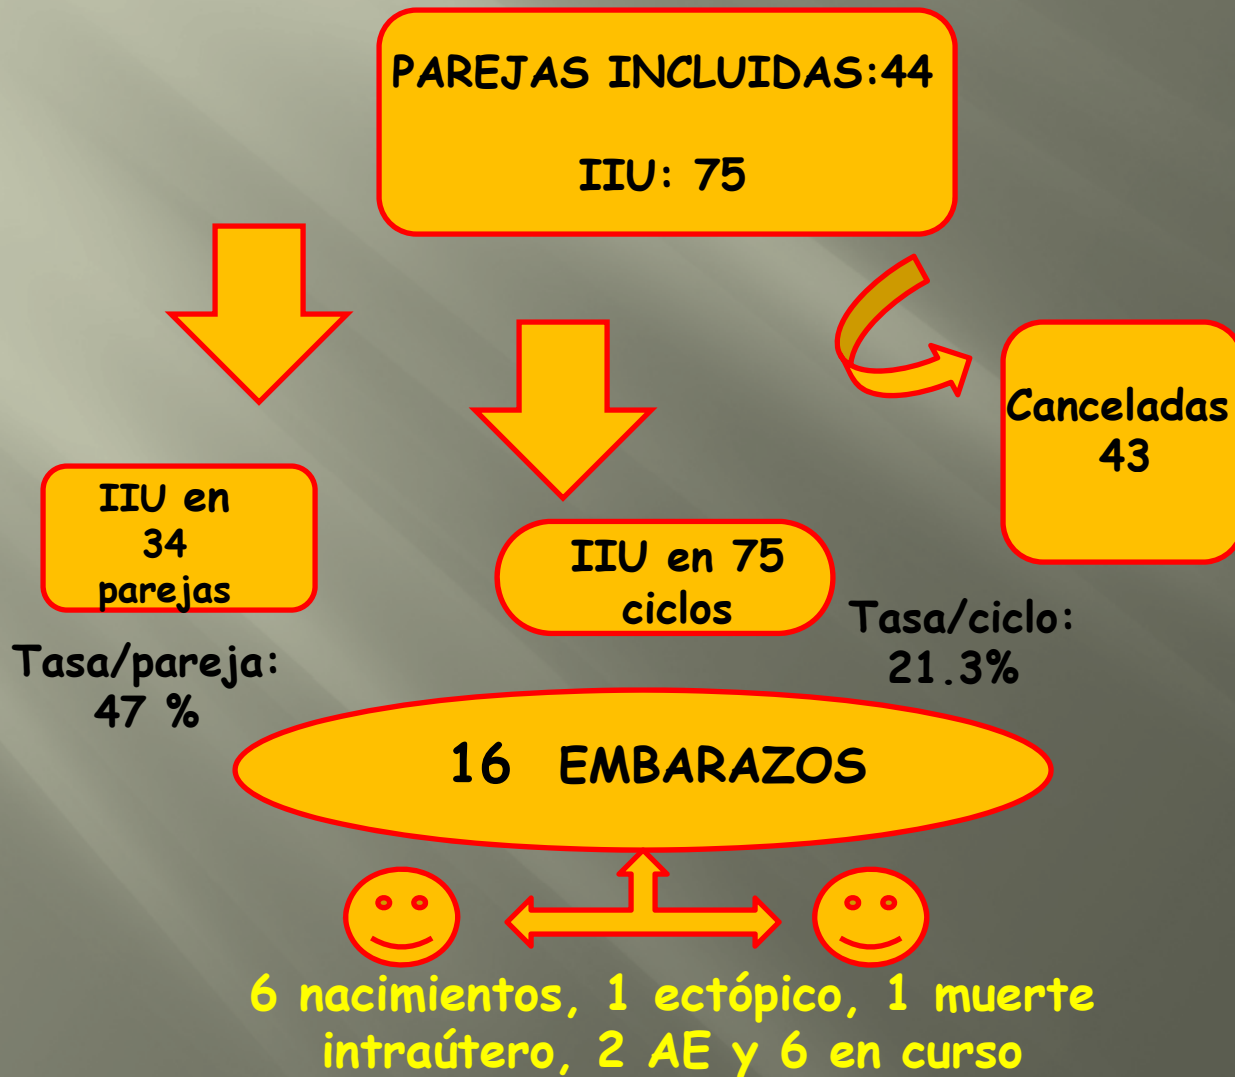 PAREJAS INCLUIDAS:44
IIU: 75
Canceladas
43
IIU en
34
parejas
IIU en 75
ciclos
Tasa/pareja:
47 %
Tasa/ciclo:
21.3%
16 EMBARAZOS
6 nacimientos, 1 ectópico, 1 muerte
intraútero, 2 AE y 6 en curso